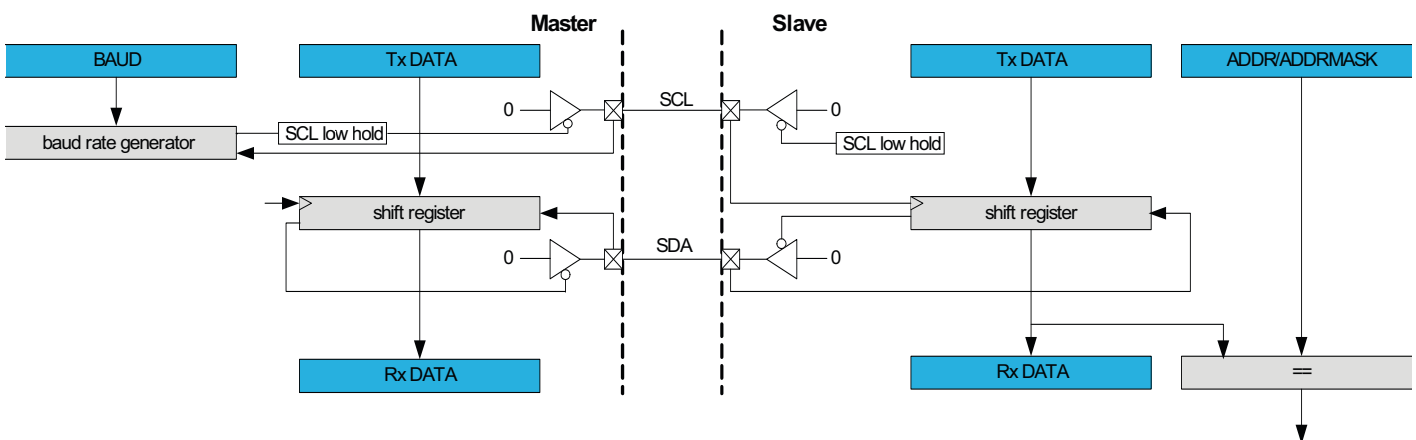 Master Slave
BAUD Tx DATA Tx DATA ADDR/ADDRMASK
0 SCL 0
SCL low hold
baud rate generator SCL low hold
shift register shift register
0 SDA 0
Rx DATA Rx DATA ==